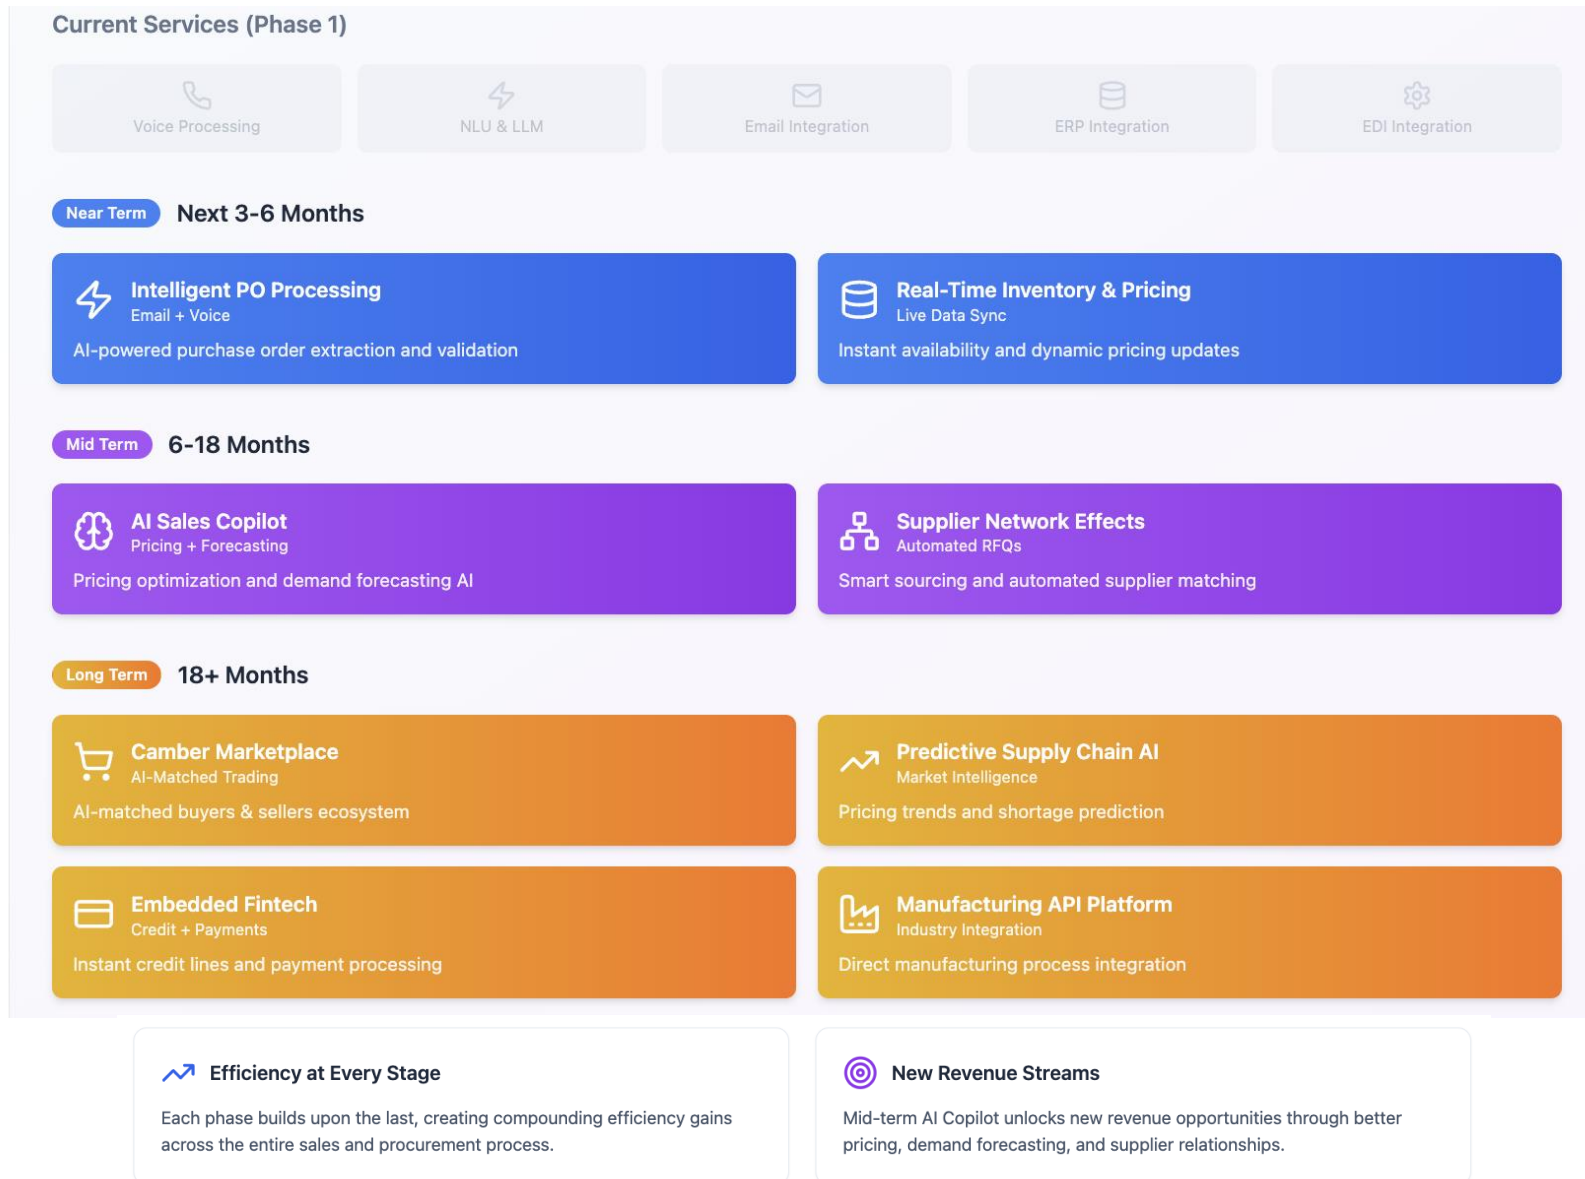 Current Services (Phase 1)
Voice Processing
NLU & LLM
Email Integration
ERP Integration
EDI Integration
Near Term
Next 3-6 Months
Intelligent PO Processing
Email + Voice
AI-powered purchase order extraction and validation
Real-Time Inventory & Pricing
Live Data Sync
Instant availability and dynamic pricing updates
Mid Term
6-18 Months
AI Sales Copilot
Pricing + Forecasting
Pricing optimization and demand forecasting AI
Supplier Network Effects
Automated RFQs
Smart sourcing and automated supplier matching
Long Term
18+ Months
Camber Marketplace
AI-Matched Trading
AI-matched buyers & sellers ecosystem
Predictive Supply Chain AI
Market Intelligence
Pricing trends and shortage prediction
Embedded Fintech
Credit + Payments
Instant credit lines and payment processing
Manufacturing API Platform
Industry Integration
Direct manufacturing process integration
Efficiency at Every Stage
Each phase builds upon the last, creating compounding efficiency gains
across the entire sales and procurement process.
New Revenue Streams
Mid-term AI Copilot unlocks new revenue opportunities through better
pricing, demand forecasting, and supplier relationships.